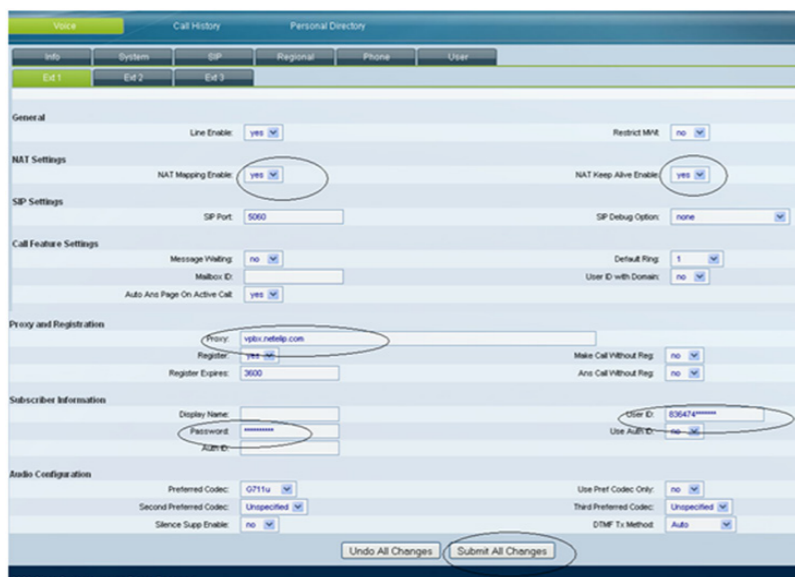 Voice Call History Personal Directory
Info System SIP Regional Phone User
Ext 1 Ext 2 Ext 3
General
Line Enable: yes Restrict MWI: no
NAT Settings
NAT Mapping Enable: yes NAT Keep Alive Enable: yes
SIP Settings
SIP Port: 5060 SIP Debug Option: none
Call Feature Settings
Message Waiting: no Default Ring: 1
Mailbox ID: User ID with Domain: no
Auto Ans Page On Active Call: yes
Proxy and Registration
Proxy: vpbx.netelip.com
Register: yes Make Call Without Reg: no
Register Expires: 3600 Ans Call Without Reg: no
Subscriber Information
Display Name: User ID: 836474*******
Password: ********** Use Auth ID: no
Auth ID:
Audio Configuration
Preferred Codec: G711u Use Pref Codec Only: no
Second Preferred Codec: Unspecified Third Preferred Codec: Unspecified
Silence Supp Enable: no DTMF Tx Method: Auto
Undo All Changes Submit All Changes